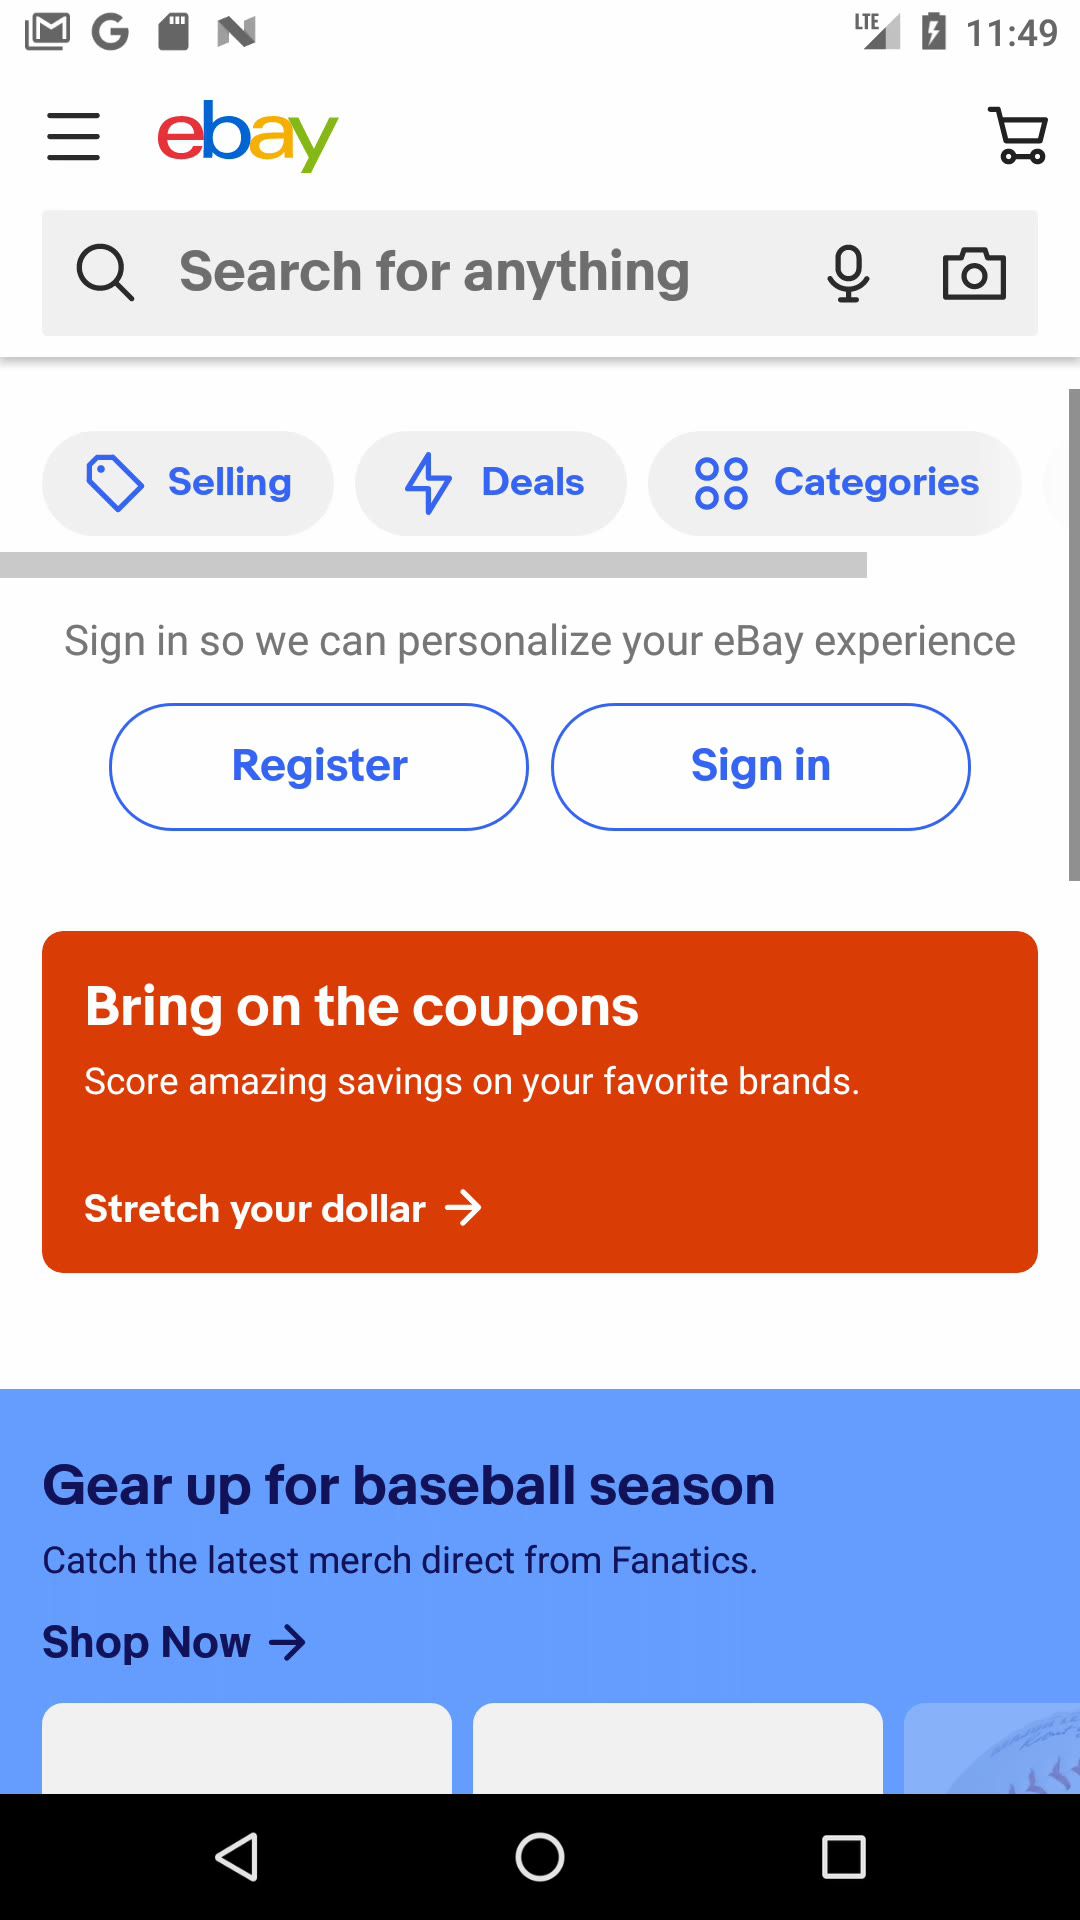 LTE 11:49
ebay
Search for anything
Selling Deals Categories
Sign in so we can personalize your eBay experience
Register Sign in
Bring on the coupons
Score amazing savings on your favorite brands.
Stretch your dollar
Gear up for baseball season
Catch the latest merch direct from Fanatics.
Shop Now